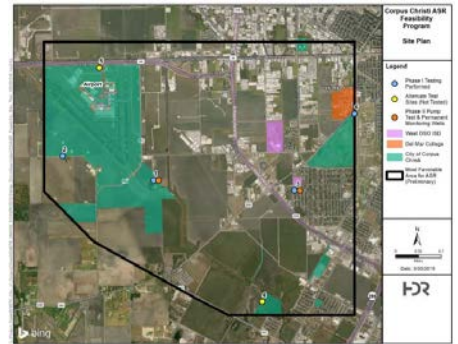 Corpus Christi ASR
Feasibility
Program
Site Plan
Legend
Phase I Testing
Performed
Alternate Test
Sites (Not Tested)
Phase II Pump
Test & Permanent
Monitoring Wells
West OSO ISD
Del Mar College
City of Corpus
Christi
Most Favorable
Area for ASR
(Preliminary)
N
HDR
Airport
2
1
bing